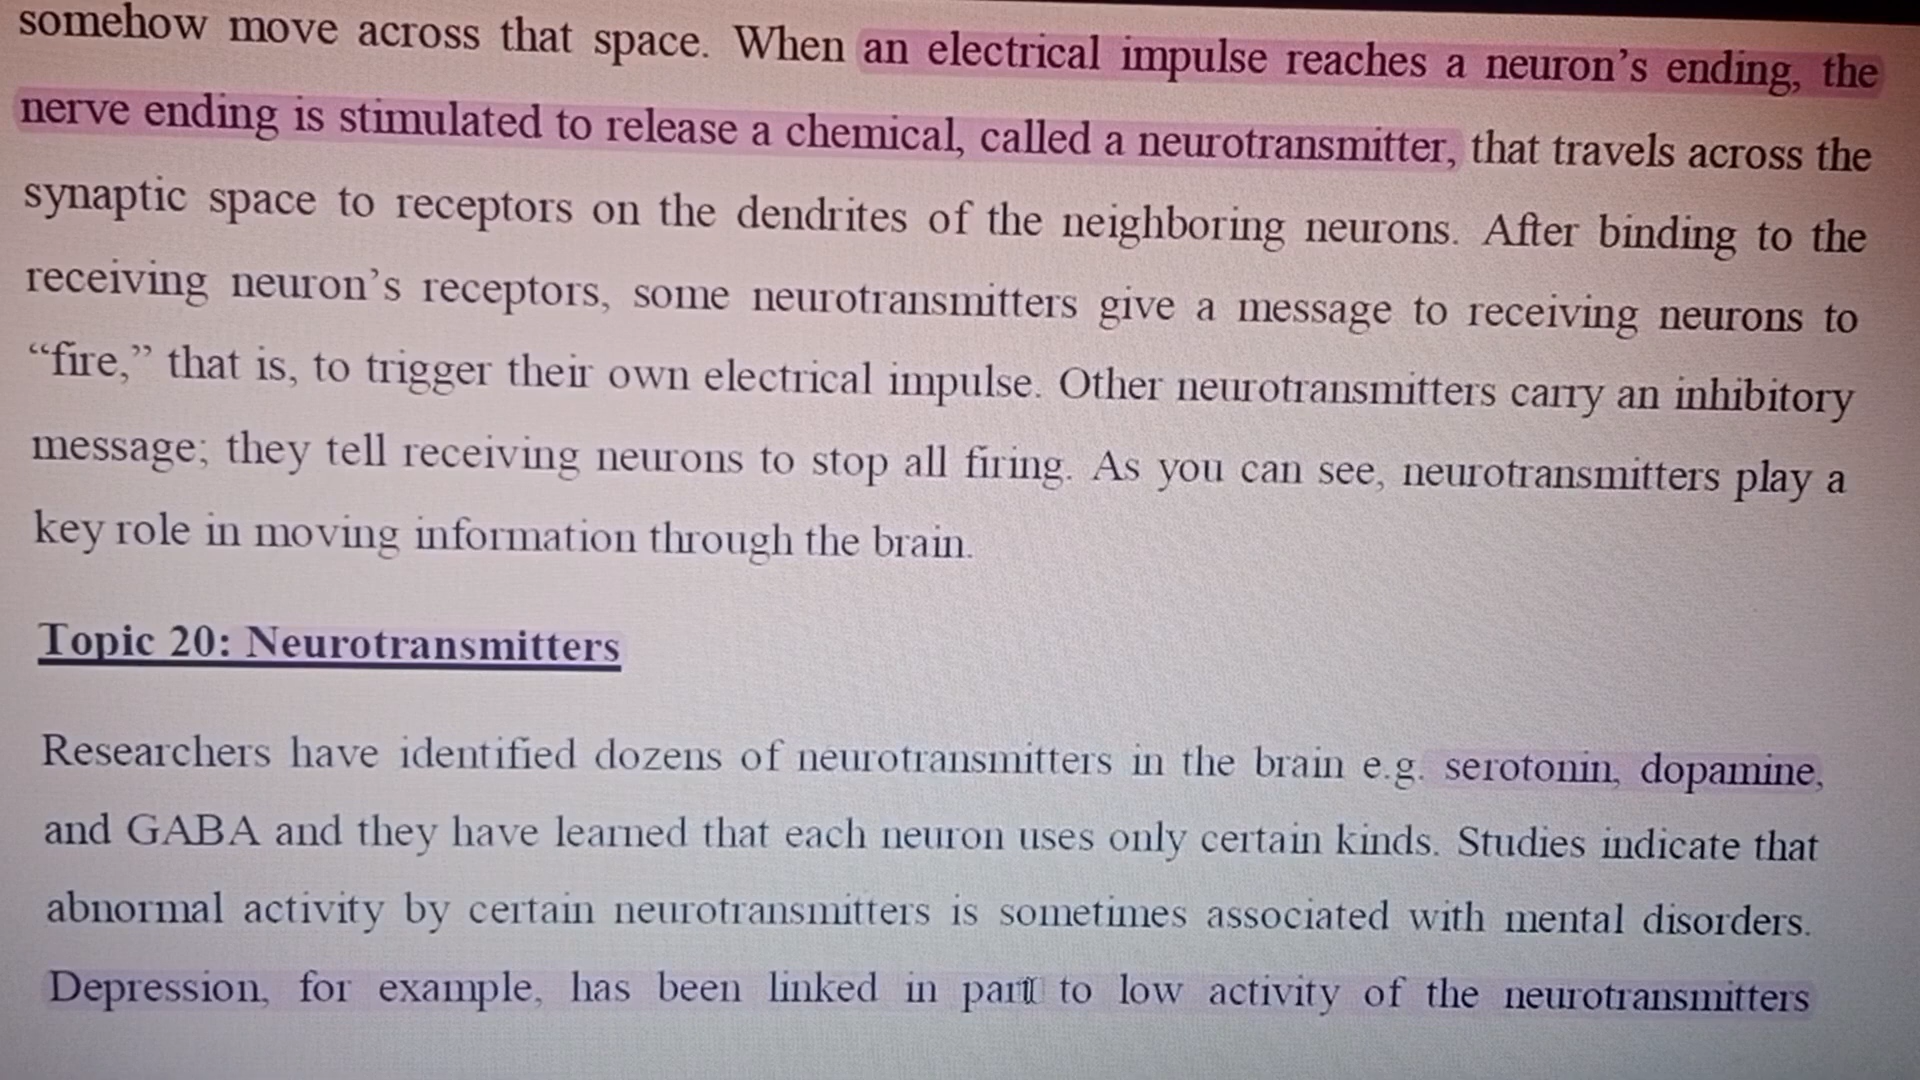 somehow move across that space. When an electrical impulse reaches a neuron's ending, the
nerve ending is stimulated to release a chemical, called a neurotransmitter, that travels across the
synaptic space to receptors on the dendrites of the neighboring neurons. After binding to the
receiving neuron's receptors, some neurotransmitters give a message to receiving neurons to
“fire,” that is, to trigger their own electrical impulse. Other neurotransmitters carry an inhibitory
message; they tell receiving neurons to stop all firing. As you can see, neurotransmitters play a
key role in moving information through the brain.
Topic 20: Neurotransmitters
Researchers have identified dozens of neurotransmitters in the brain e.g. serotonin, dopamine,
and GABA and they have learned that each neuron uses only certain kinds. Studies indicate that
abnormal activity by certain neurotransmitters is sometimes associated with mental disorders.
Depression, for example, has been linked in part to low activity of the neurotransmitters